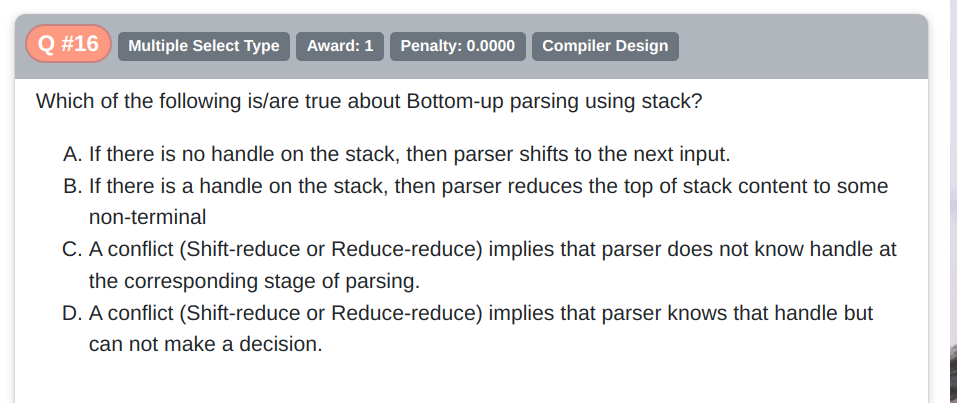 Q #16 Multiple Select Type Award: 1 Penalty: 0.0000 Compiler Design
Which of the following is/are true about Bottom-up parsing using stack?
A. If there is no handle on the stack, then parser shifts to the next input.
B. If there is a handle on the stack, then parser reduces the top of stack content to some
non-terminal
C. A conflict (Shift-reduce or Reduce-reduce) implies that parser does not know handle at
the corresponding stage of parsing.
D. A conflict (Shift-reduce or Reduce-reduce) implies that parser knows that handle but
can not make a decision.